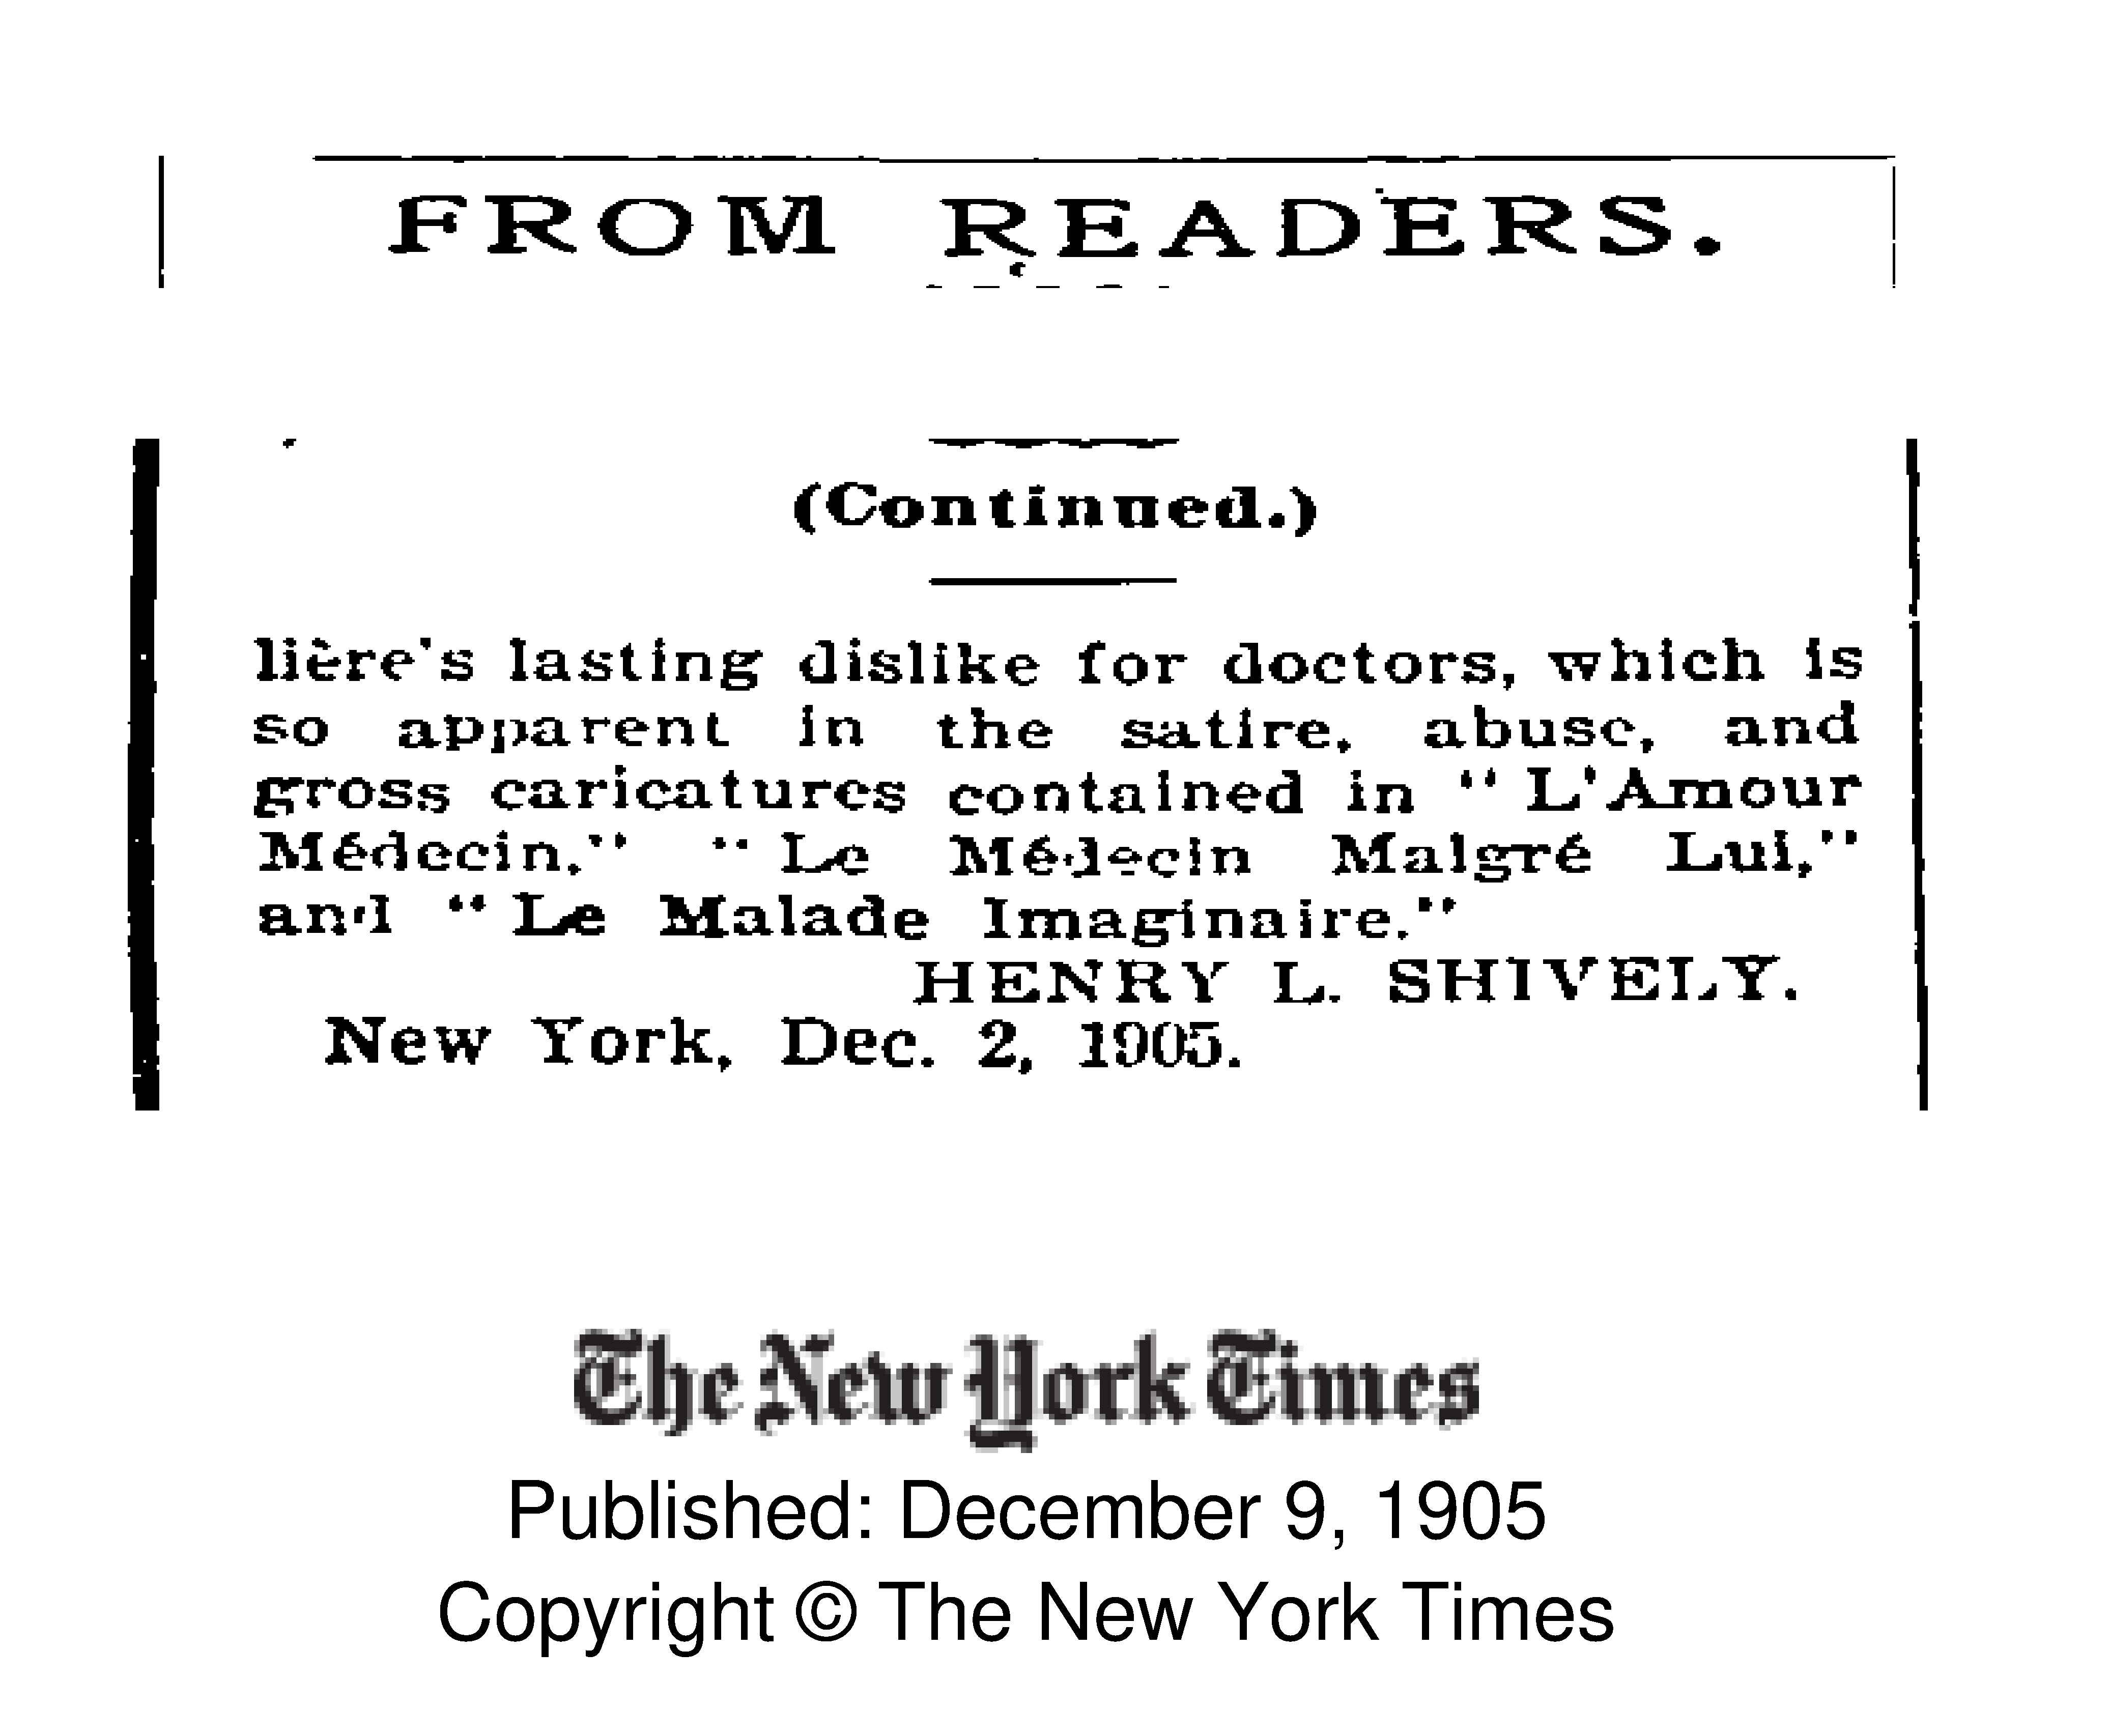 FROM READERS.
(Continued.)
lière's lasting dislike for doctors, which is
so apparent in the satire, abuse, and
gross caricatures contained in " L'Amour
Médecin," " Le Médecin Malgré Lui,"
and " Le Malade Imaginaire."
HENRY L. SHIVELY.
New York, Dec. 2, 1905.
The New York Times
Published: December 9, 1905
Copyright © The New York Times